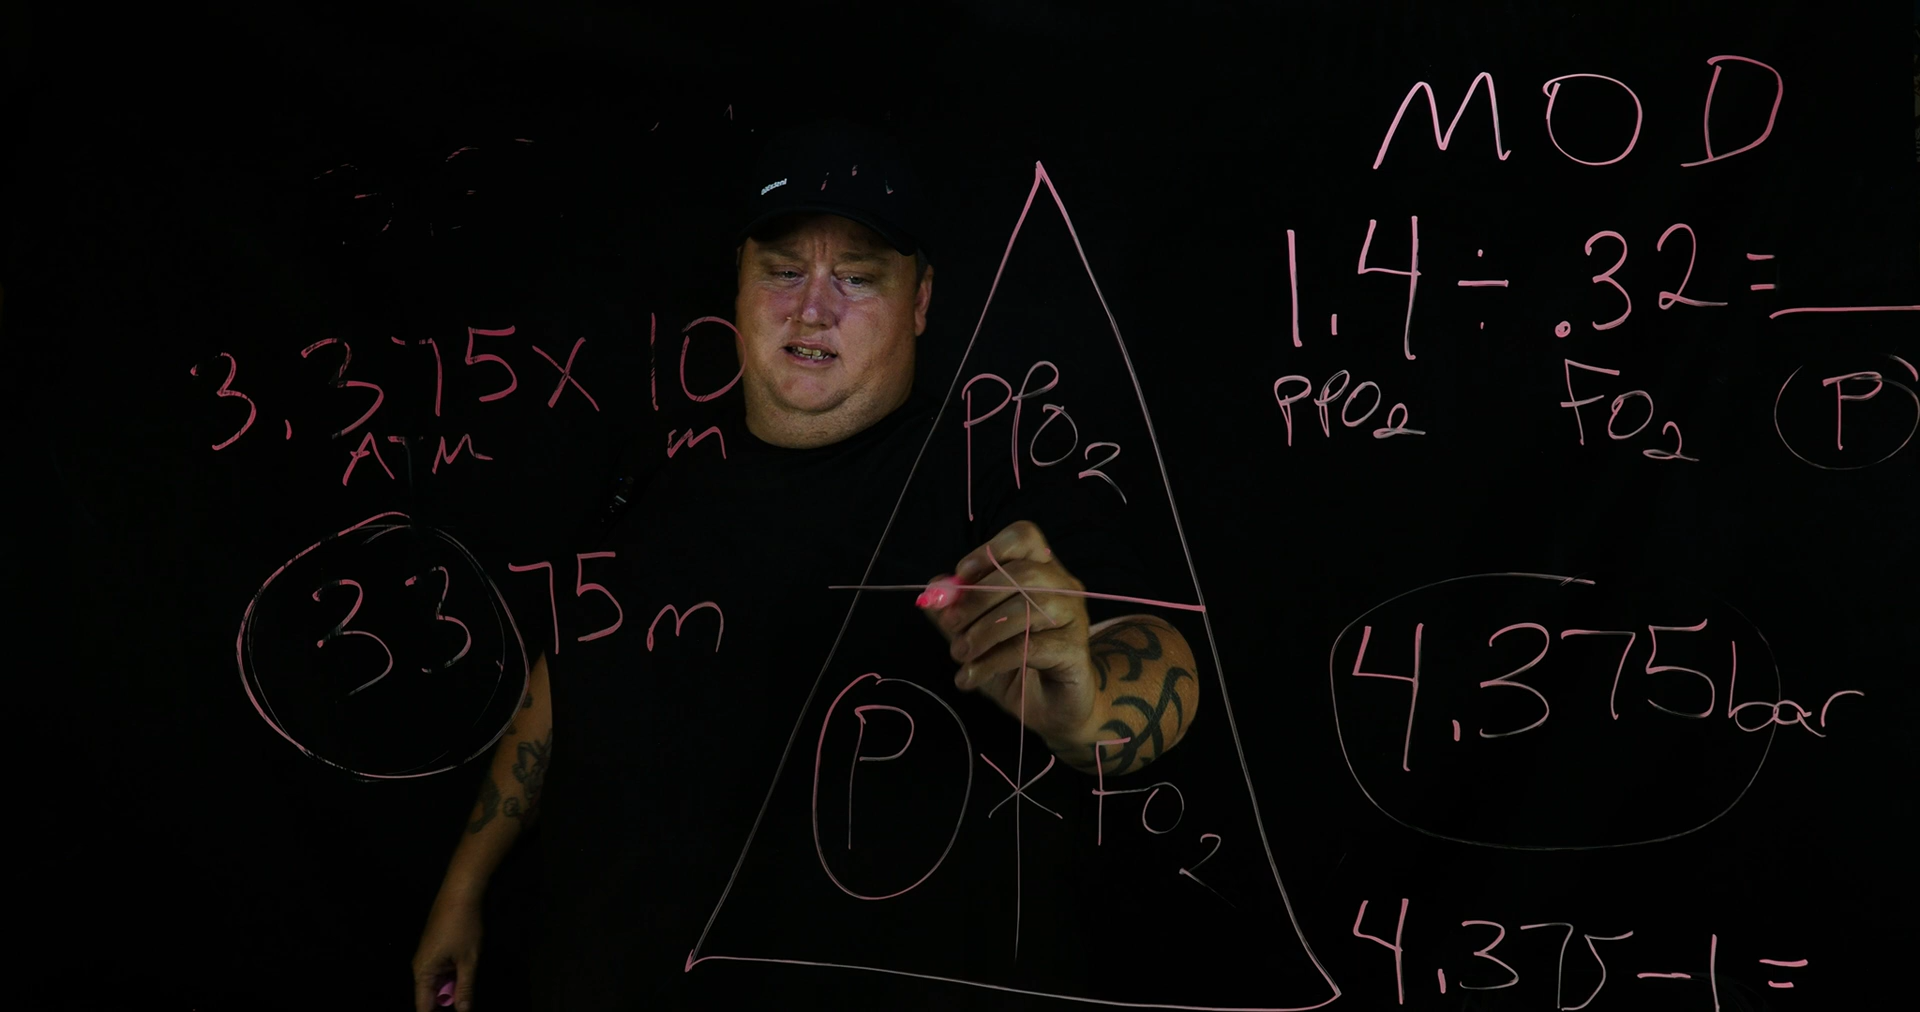 MOD
1.4 ÷ .32 =
PPO2 FO2 P
3.375 x 10
ATM m
PPO2
33 75m
4.375bar
P x FO2
4.375 - 1 =